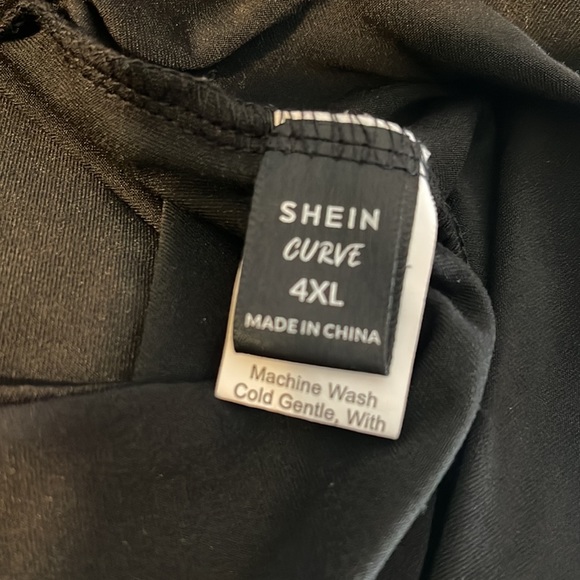 SHEIN
CURVE
4XL
MADE IN CHINA
Machine Wash
Cold Gentle, With